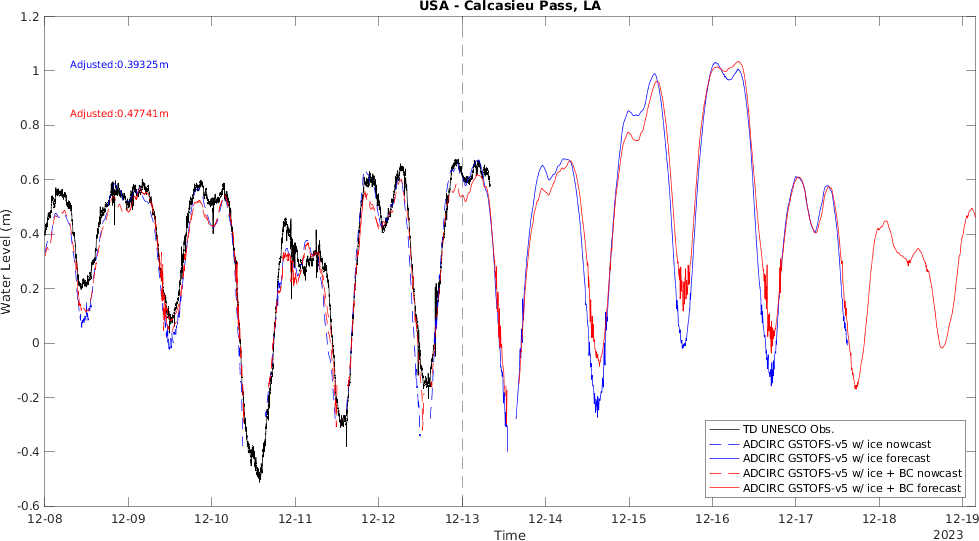 USA - Calcasieu Pass, LA
1.2
1
0.8
0.6
0.4
0.2
0
-0.2
-0.4
-0.6
Water Level (m)
Adjusted:0.39325m
Adjusted:0.47741m
TD UNESCO Obs.
ADCIRC GSTOFS-v5 w/ ice nowcast
ADCIRC GSTOFS-v5 w/ ice forecast
ADCIRC GSTOFS-v5 w/ice + BC nowcast
ADCIRC GSTOFS-v5 w/ice + BC forecast
12-08 12-09 12-10 12-11 12-12 12-13 12-14 12-15 12-16 12-17 12-18 12-19
Time
2023